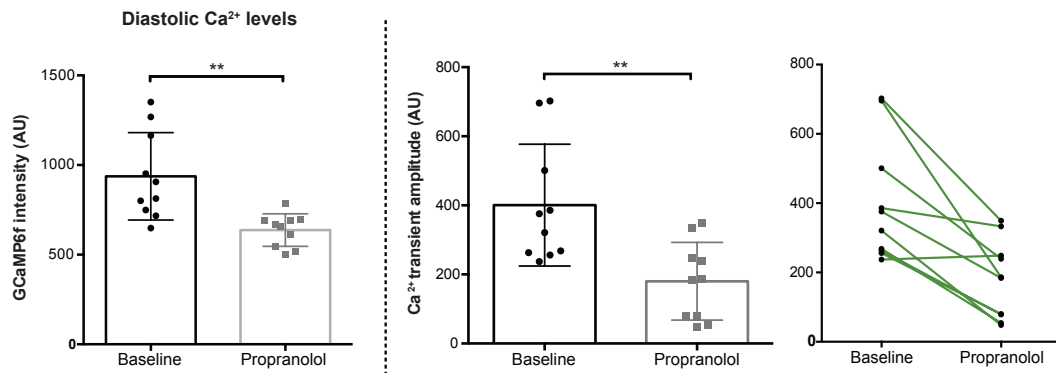 Diastolic Ca²⁺ levels
GCaMP6f intensity (AU)
1500
1000
500
0
**
Baseline Propranolol
Ca²⁺transient amplitude (AU)
800
600
400
200
0
**
Baseline Propranolol
800
600
400
200
0
Baseline Propranolol